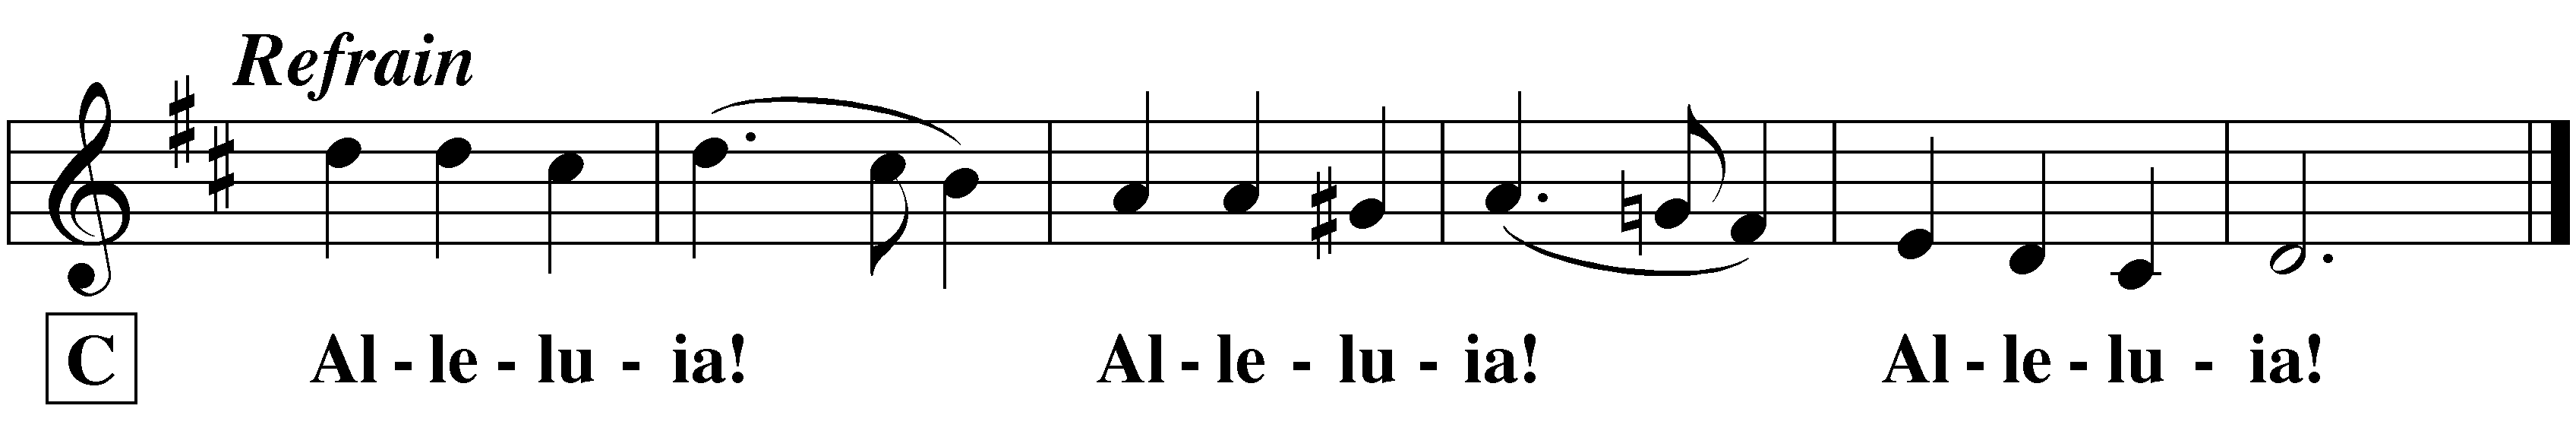 Refrain
C Al - le - lu - ia! Al - le - lu - ia! Al - le - lu - ia!